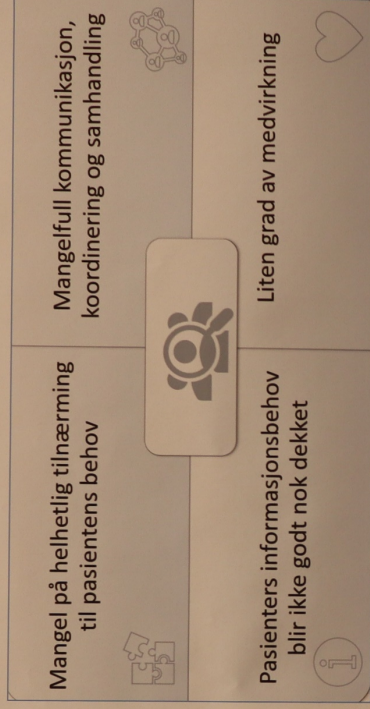 Mangel på helhetlig tilnærming
til pasientens behov
Mangelfull kommunikasjon,
koordinering og samhandling
Pasienters informasjonsbehov
blir ikke godt nok dekket
Liten grad av medvirkning